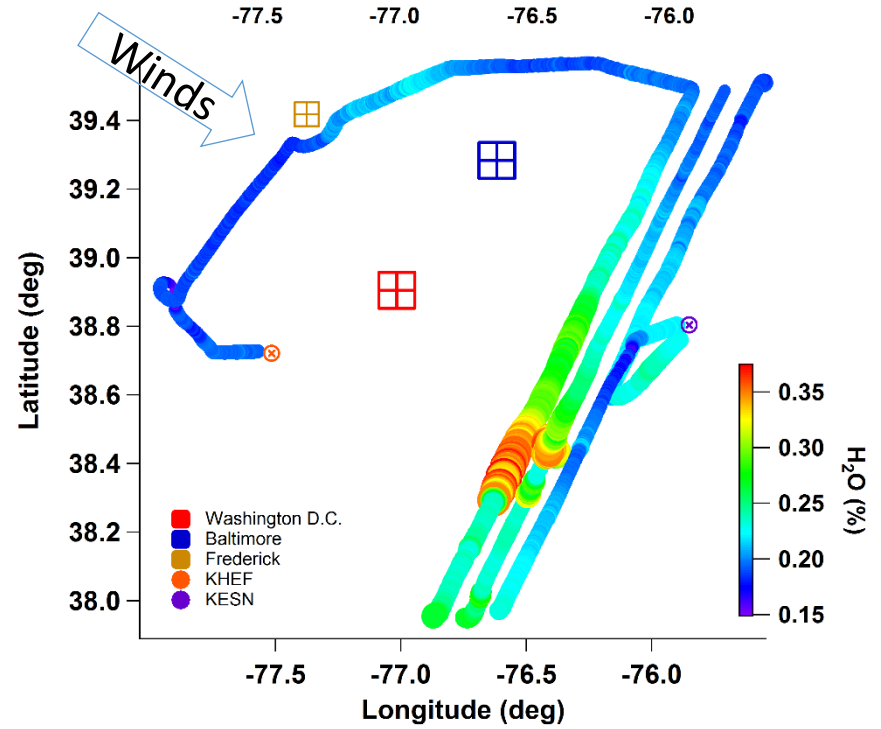 -77.5 -77.0 -76.5 -76.0
Winds
39.4
39.2
39.0
38.8
38.6
38.4
38.2
38.0
Latitude (deg)
Washington D.C.
Baltimore
Frederick
KHEF
KESN
0.35
0.30
0.25
0.20
0.15
H2O (%)
-77.5 -77.0 -76.5 -76.0
Longitude (deg)